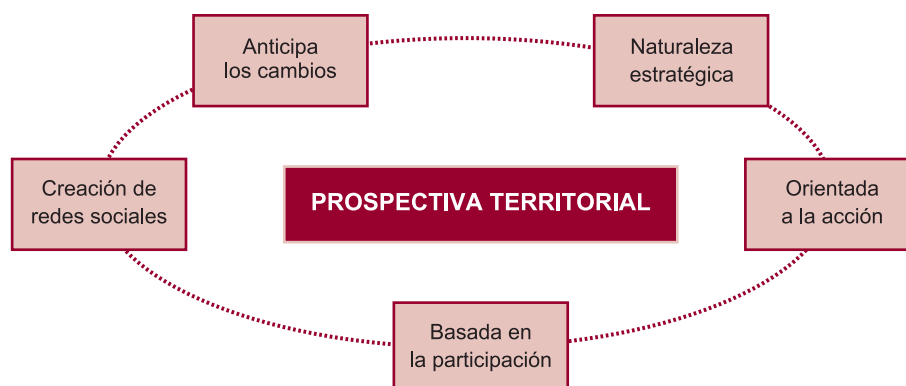 Anticipa
los cambios
Naturaleza
estratégica
Creación de
redes sociales
PROSPECTIVA TERRITORIAL
Orientada
a la acción
Basada en
la participación